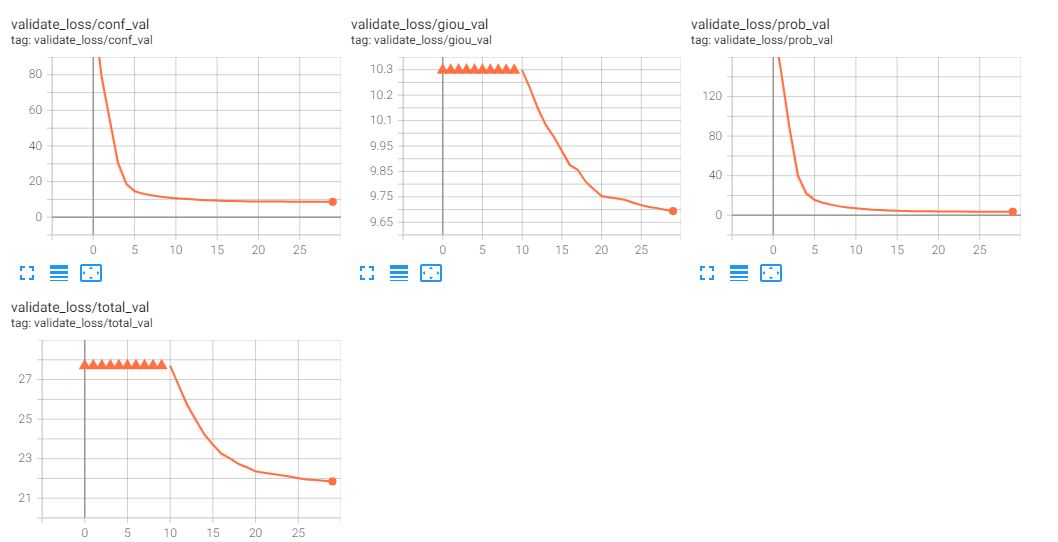 validate_loss/conf_val
tag: validate_loss/conf_val
80
60
40
20
0
0 5 10 15 20 25
validate_loss/giou_val
tag: validate_loss/giou_val
10.3
10.2
10.1
9.95
9.85
9.75
9.65
0 5 10 15 20 25
validate_loss/prob_val
tag: validate_loss/prob_val
120
80
40
0
0 5 10 15 20 25
validate_loss/total_val
tag: validate_loss/total_val
27
25
23
21
0 5 10 15 20 25